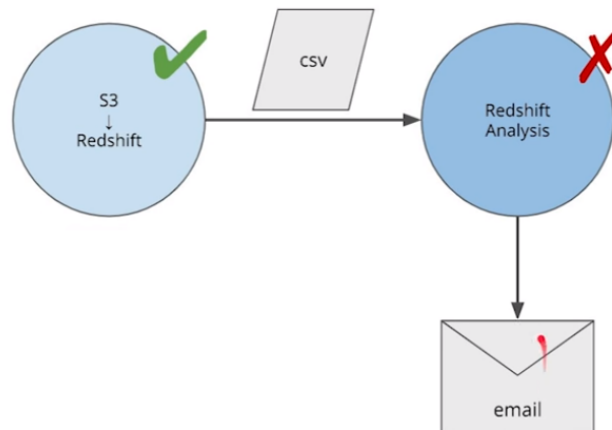 S3
↓
Redshift
csv
Redshift
Analysis
email